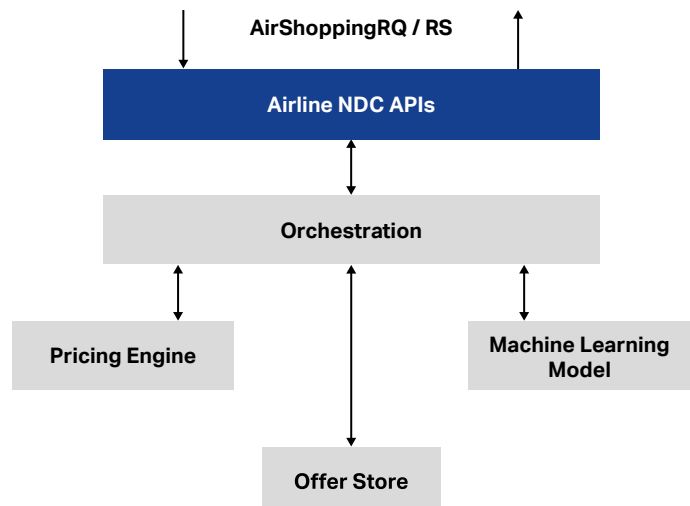 AirShoppingRQ / RS
Airline NDC APIs
Orchestration
Pricing Engine
Machine Learning
Model
Offer Store